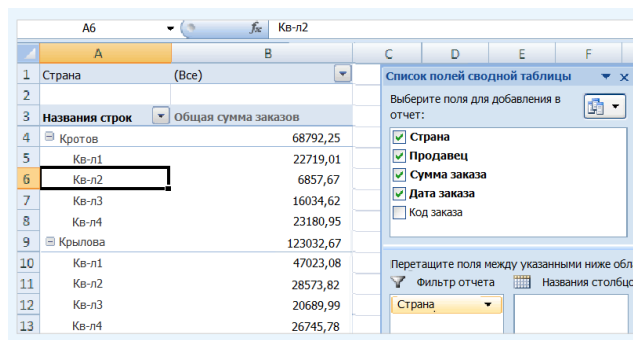 A6 fx Кв-л2
A B C D E F
1 Страна (Все)
2
3 Названия строк Общая сумма заказов
4 Кротов 68792,25
5 Кв-л1 22719,01
6 Кв-л2 6857,67
7 Кв-л3 16034,62
8 Кв-л4 23180,95
9 Крылова 123032,67
10 Кв-л1 47023,08
11 Кв-л2 28573,82
12 Кв-л3 20689,99
13 Кв-л4 26745,78
Список полей сводной таблицы
Выберите поля для добавления в
отчет:
Страна
Продавец
Сумма заказа
Дата заказа
Код заказа
Перетащите поля между указанными ниже обл
Фильтр отчета Названия столбцо
Страна